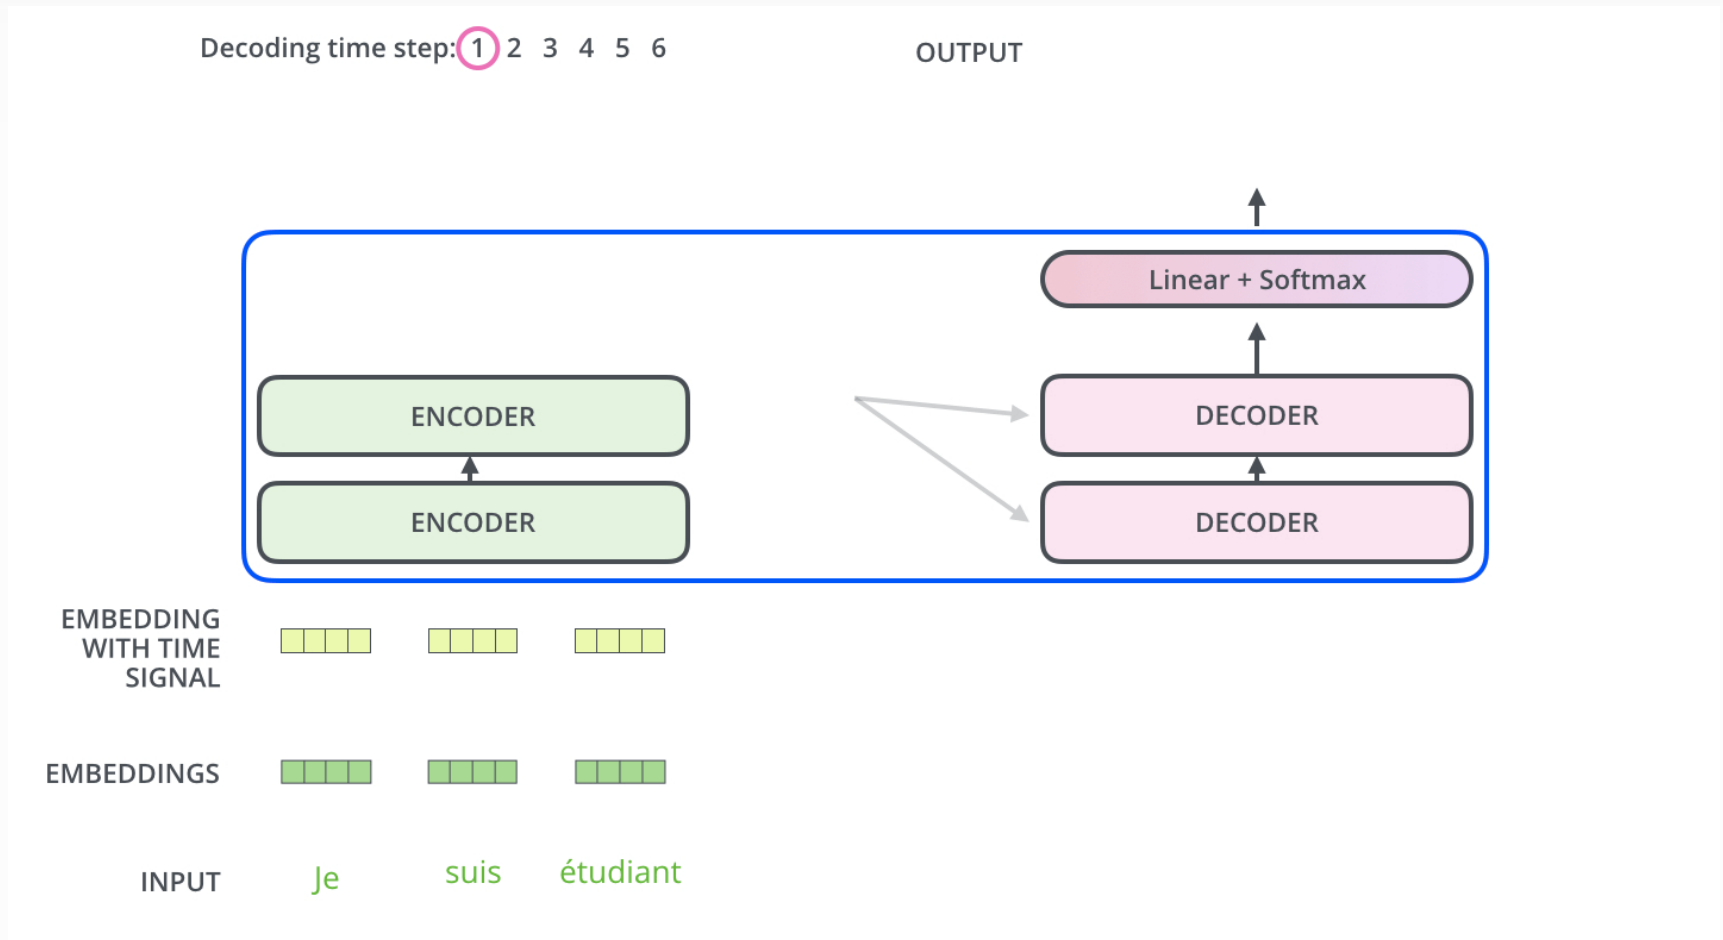 Decoding time step: 1 2 3 4 5 6
OUTPUT
Linear + Softmax
ENCODER
DECODER
ENCODER
DECODER
EMBEDDING
WITH TIME
SIGNAL
EMBEDDINGS
INPUT
Je suis étudiant